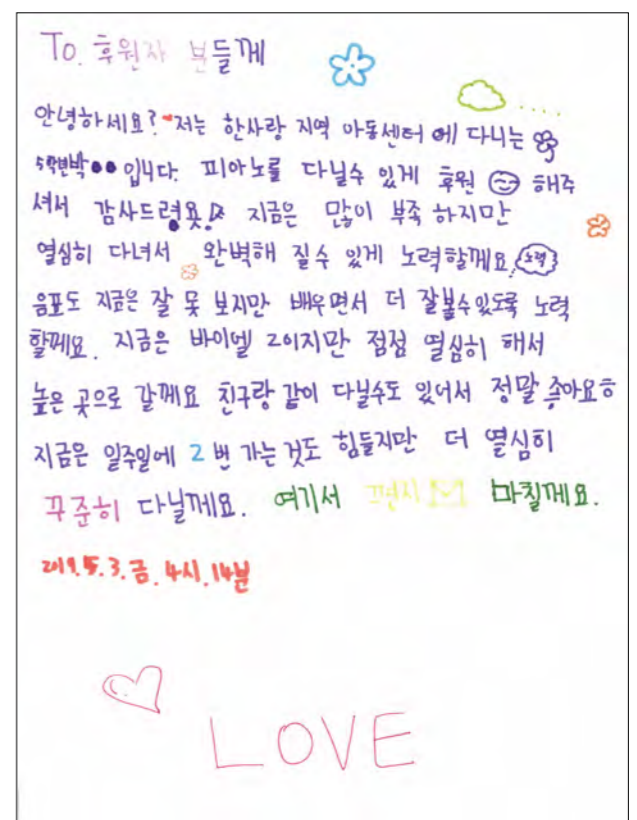 To. 후원자 분들께
안녕하세요? 저는 한사랑 지역 아동센터에 다니는
5학년박●●입니다. 피아노를 다닐수 있게 후원 해주
셔서 감사드려욧! 지금은 많이 부족 하지만
열심히 다녀서 완벽해 질수 있게 노력할께요. 노력
음표도 지금은 잘 못 보지만 배우면서 더 잘볼수있도록 노력
할께요. 지금은 바이엘 2이지만 점점 열심히 해서
높은 곳으로 갈께요 친구랑 같이 다닐수도 있어서 정말 좋아요ㅎ
지금은 일주일에 2번 가는것도 힘들지만 더 열심히
꾸준히 다닐께요. 여기서 편지 마칠께요.
2019.5.3.금.4시.14분
LOVE